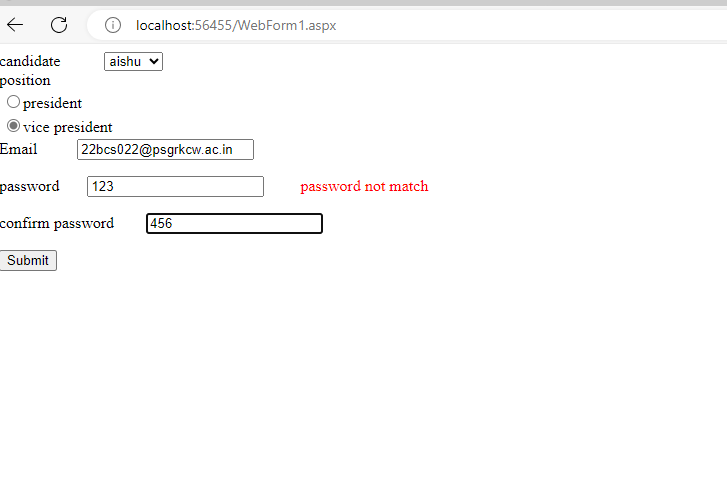 localhost:56455/WebForm1.aspx
candidate aishu
position
president
vice president
Email 22bcs022@psgrkcw.ac.in
password 123 password not match
confirm password 456
Submit